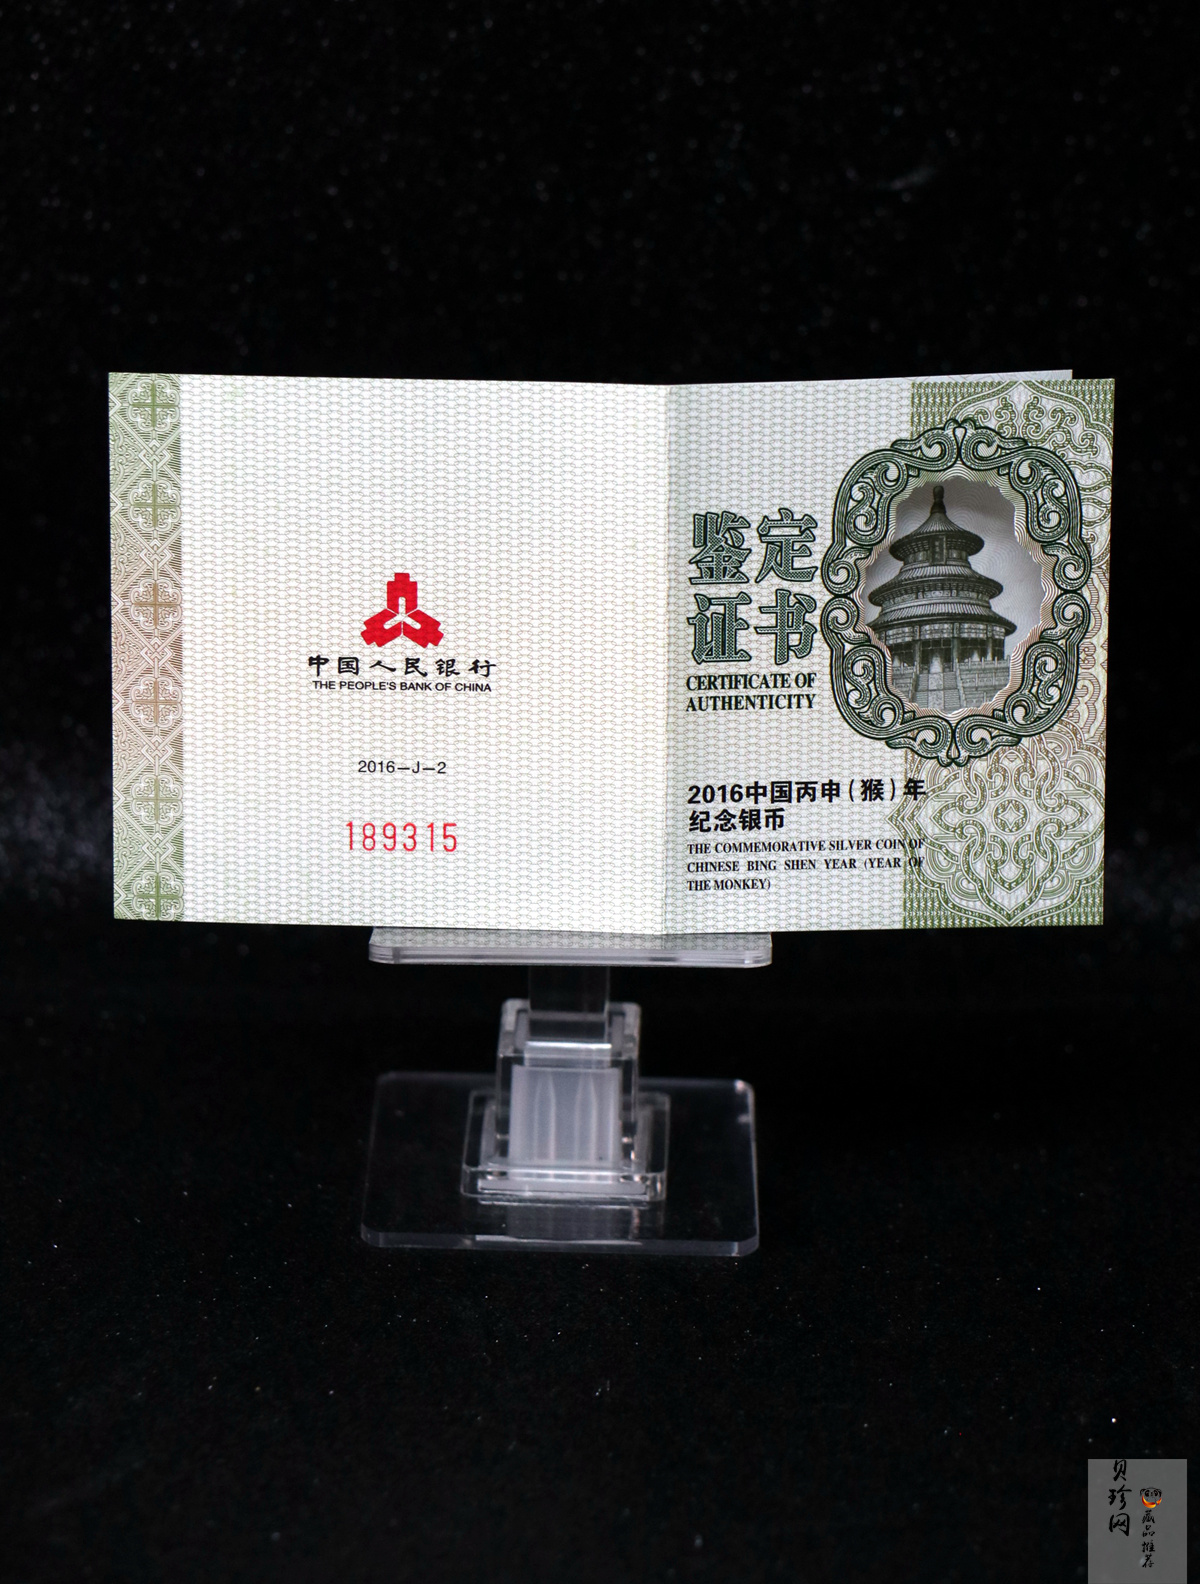 中国人民银行
THE PEOPLE'S BANK OF CHINA
2016—J—2
189315
鉴定
证书
CERTIFICATE OF
AUTHENTICITY
2016中国丙申(猴)年
纪念银币
THE COMMEMORATIVE SILVER COIN OF
CHINESE BING SHEN YEAR (YEAR OF
THE MONKEY)
贝珍网
藏品推荐